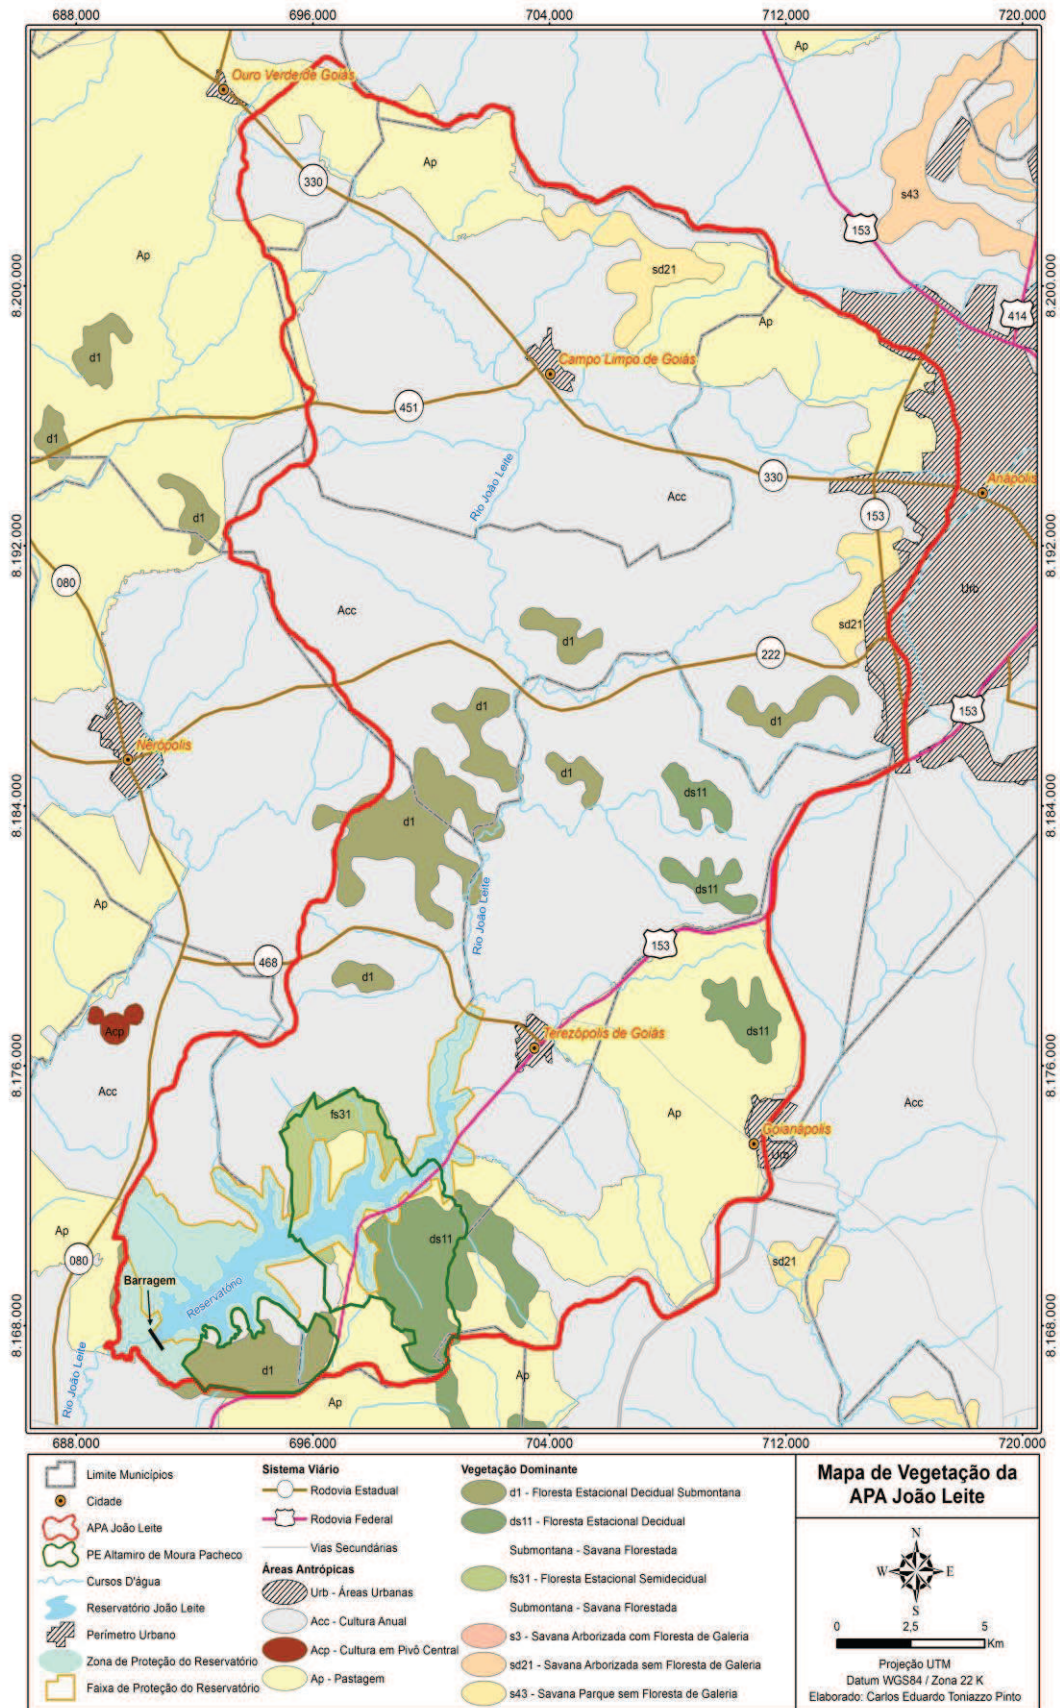 688.000 696.000 704.000 712.000 720.000
Ouro Verde de Goiás
Ap
Ap
330
s43
153
Ap
sd21
8.200.000
8.200.000
414
Ap
d1
Campo Limpo de Goiás
451
d1
Rio João Leite
330
Anápolis
Acc
d1
153
8.192.000
8.192.000
080
Urb
Acc
d1
sd21
222
d1
d1
153
Nerópolis
d1
ds11
8.184.000
8.184.000
d1
ds11
Ap
Rio João Leite
153
468
d1
Acp
ds11
Terezópolis de Goiás
8.176.000
8.176.000
Acc
Acc
fs31
Ap
Goianápolis
Urb
Ap
ds11
080
sd21
Barragem
Reservatório
8.168.000
8.168.000
Rio João Leite
d1
Ap
Ap
688.000 696.000 704.000 712.000 720.000
Limite Municípios
Cidade
APA João Leite
PE Altamiro de Moura Pacheco
Cursos D'água
Reservatório João Leite
Perímetro Urbano
Zona de Proteção do Reservatório
Faixa de Proteção do Reservatório
Sistema Viário
Rodovia Estadual
Rodovia Federal
Vias Secundárias
Áreas Antrópicas
Urb - Áreas Urbanas
Acc - Cultura Anual
Acp - Cultura em Pivô Central
Ap - Pastagem
Vegetação Dominante
d1 - Floresta Estacional Decidual Submontana
ds11 - Floresta Estacional Decidual
Submontana - Savana Florestada
fs31 - Floresta Estacional Semidecidual
Submontana - Savana Florestada
s3 - Savana Arborizada com Floresta de Galeria
sd21 - Savana Arborizada sem Floresta de Galeria
s43 - Savana Parque sem Floresta de Galeria
Mapa de Vegetação da
APA João Leite
N
W E
S
0 2,5 5
Km
Projeção UTM
Datum WGS84 / Zona 22 K
Elaborado: Carlos Eduardo Toniazzo Pinto